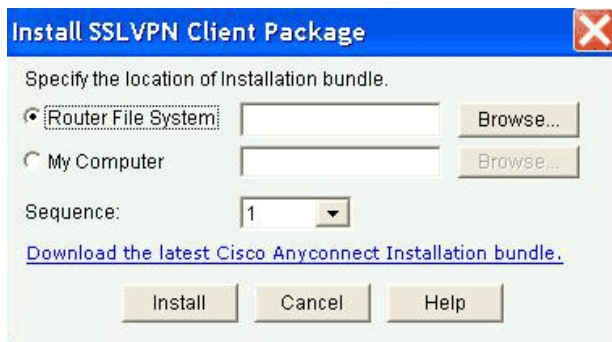 Install SSLVPN Client Package
Specify the location of Installation bundle.
Router File System Browse...
My Computer Browse...
Sequence: 1
Download the latest Cisco Anyconnect Installation bundle.
Install Cancel Help